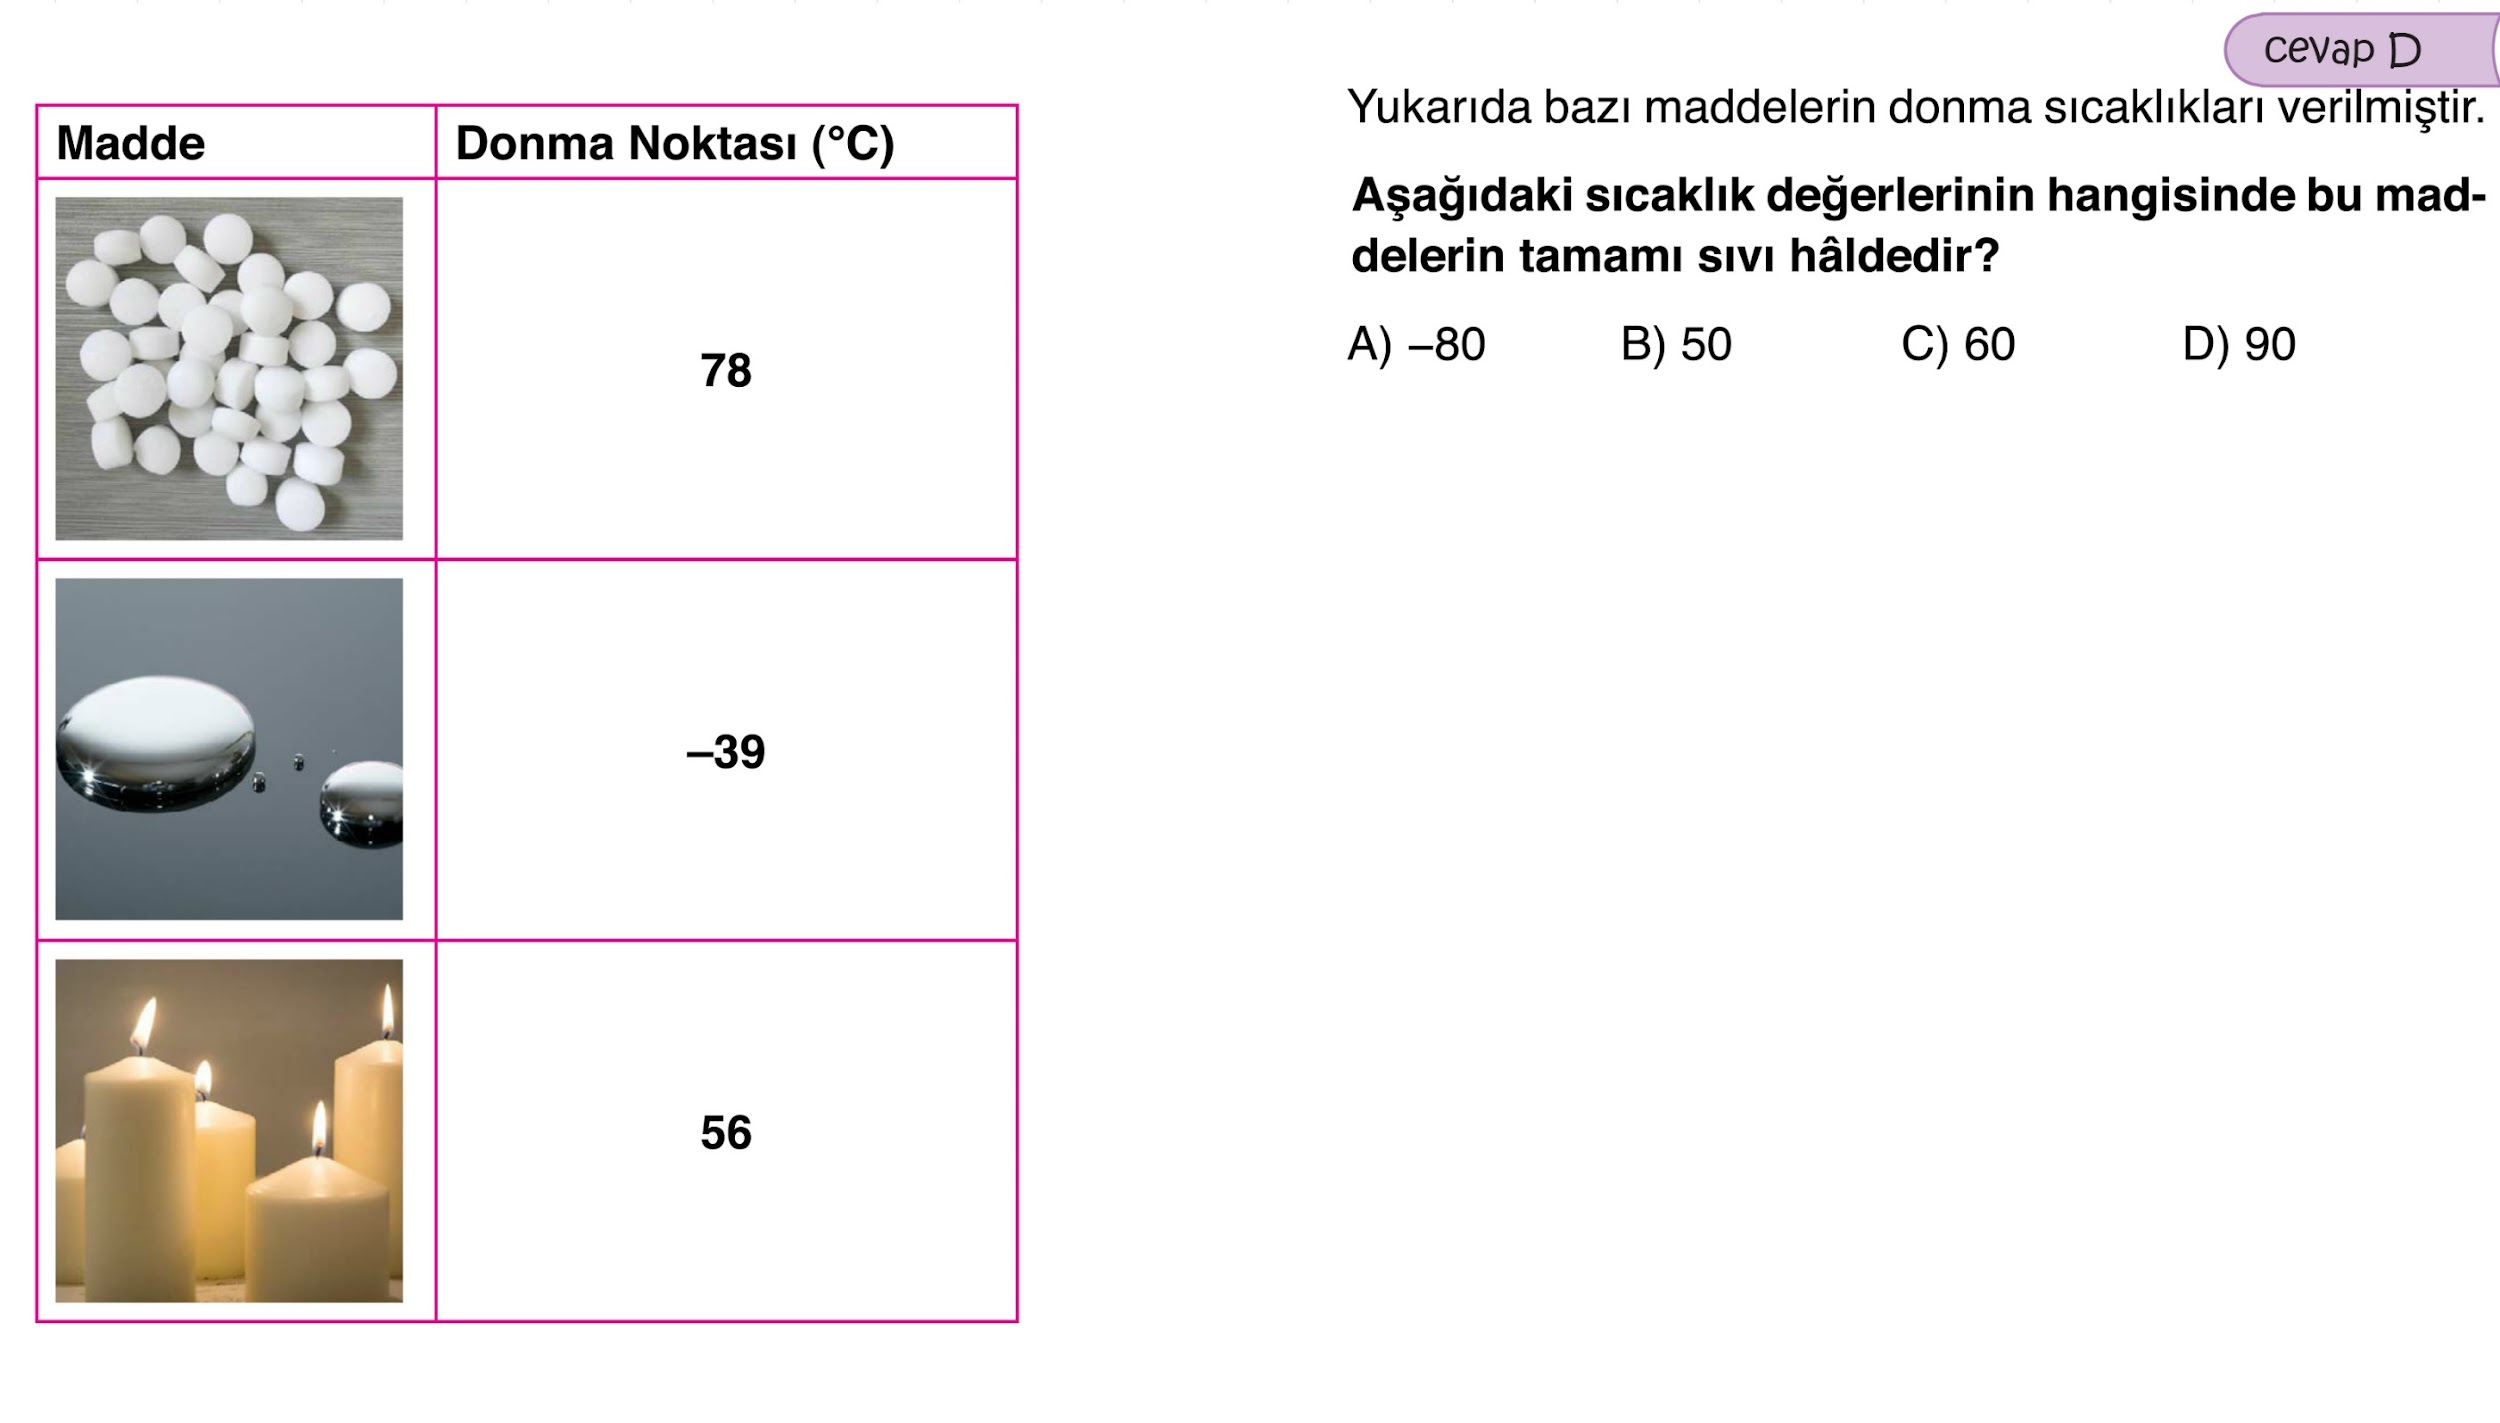 cevap D
Madde Donma Noktası (°C)
78
–39
56
Yukarıda bazı maddelerin donma sıcaklıkları verilmiştir.
Aşağıdaki sıcaklık değerlerinin hangisinde bu mad-
delerin tamamı sıvı hâldedir?
A) –80 B) 50 C) 60 D) 90